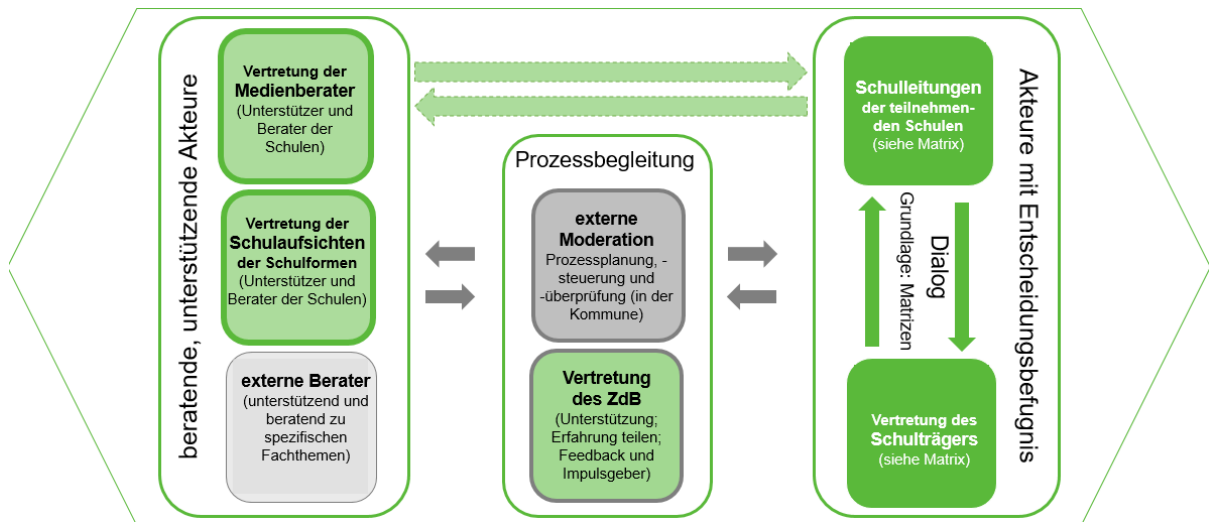 beratende, unterstützende Akteure
Vertretung der
Medienberater
(Unterstützer und
Berater der
Schulen)
Vertretung der
Schulaufsichten
der Schulformen
(Unterstützer und
Berater der Schulen)
externe Berater
(unterstützend und
beratend zu
spezifischen
Fachthemen)
Prozessbegleitung
externe
Moderation
Prozessplanung, -
steuerung und
-überprüfung (in der
Kommune)
Vertretung
des ZdB
(Unterstützung;
Erfahrung teilen;
Feedback und
Impulsgeber)
Schulleitungen
der teilnehmen-
den Schulen
(siehe Matrix)
Dialog
Grundlage: Matrizen
Vertretung des
Schulträgers
(siehe Matrix)
Akteure mit Entscheidungsbefugnis